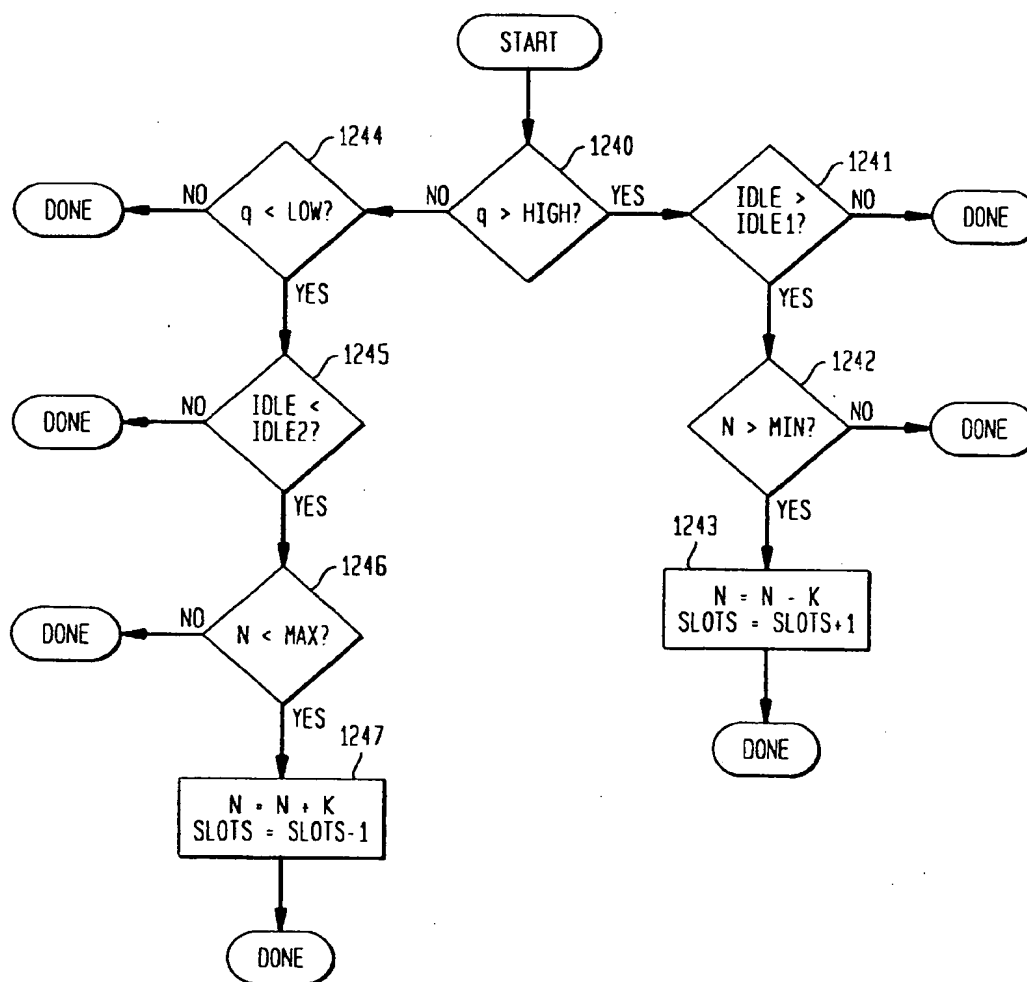 START
1244
1240
1241
NO
q < LOW?
DONE
NO
q > HIGH?
YES
IDLE >
IDLE1?
NO
DONE
YES
YES
1245
1242
DONE
NO
IDLE <
IDLE2?
N > MIN?
NO
DONE
YES
YES
1243
1246
N = N - K
SLOTS = SLOTS+1
DONE
NO
N < MAX?
YES
1247
DONE
N = N + K
SLOTS = SLOTS-1
DONE